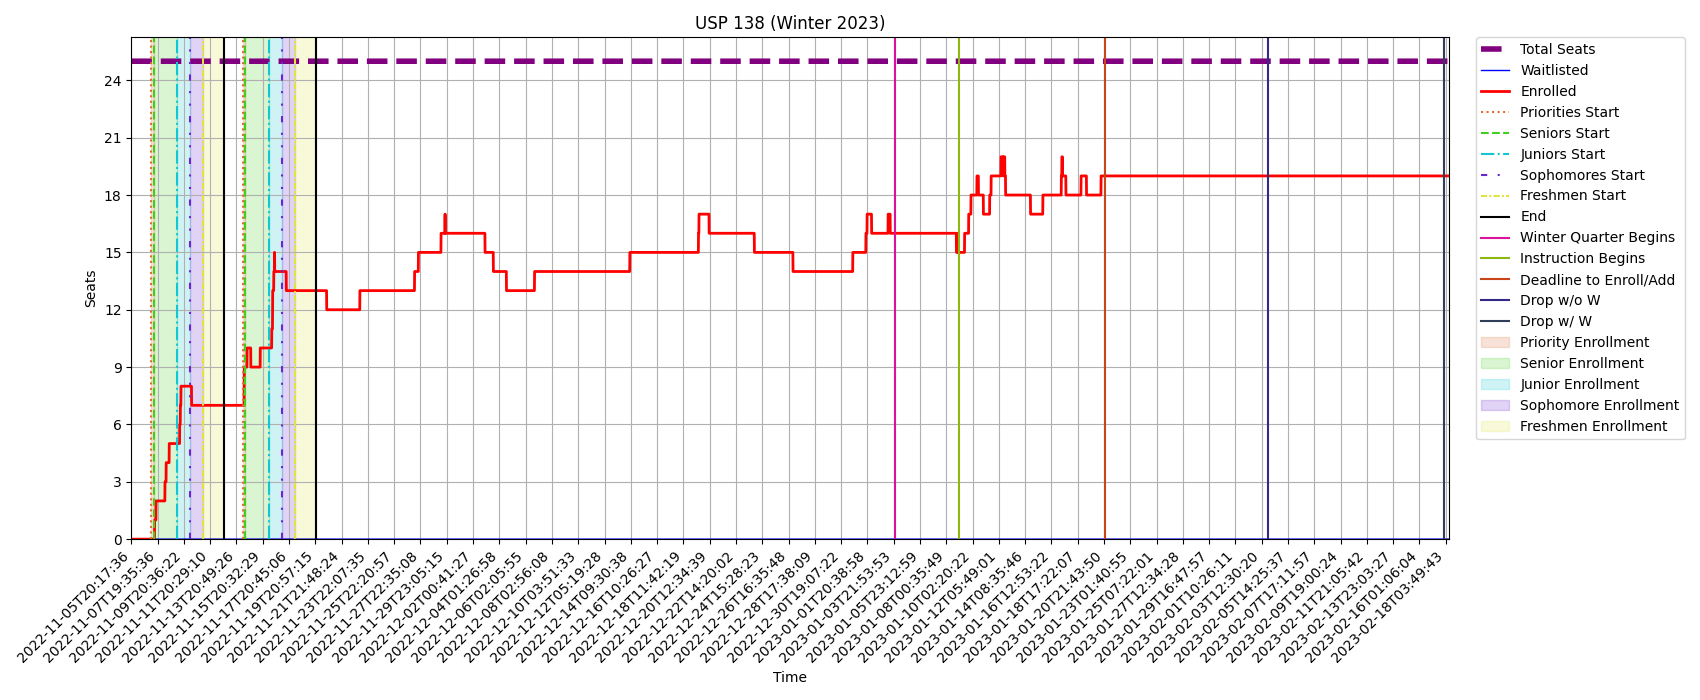 USP 138 (Winter 2023)
Total Seats
Waitlisted
Enrolled
Priorities Start
Seniors Start
Juniors Start
Sophomores Start
Freshmen Start
End
Winter Quarter Begins
Instruction Begins
Deadline to Enroll/Add
Drop w/o W
Drop w/ W
Priority Enrollment
Senior Enrollment
Junior Enrollment
Sophomore Enrollment
Freshmen Enrollment
Seats
24
21
18
15
12
9
6
3
0
2022-11-05T20:17:36
2022-11-07T19:35:36
2022-11-09T20:36:22
2022-11-11T20:29:10
2022-11-13T20:49:26
2022-11-15T20:32:29
2022-11-17T20:45:06
2022-11-19T20:57:15
2022-11-21T21:48:24
2022-11-23T22:07:35
2022-11-25T22:20:57
2022-11-27T22:35:08
2022-11-29T23:05:15
2022-12-02T00:41:27
2022-12-04T01:26:58
2022-12-06T02:05:55
2022-12-08T02:56:08
2022-12-10T03:51:33
2022-12-12T05:19:28
2022-12-14T09:30:38
2022-12-16T10:26:27
2022-12-18T11:42:19
2022-12-20T12:34:39
2022-12-22T14:20:02
2022-12-24T15:28:23
2022-12-26T16:35:48
2022-12-28T17:38:09
2022-12-30T19:07:22
2023-01-01T20:38:58
2023-01-03T21:53:53
2023-01-05T23:12:59
2023-01-08T00:35:49
2023-01-10T02:20:22
2023-01-12T05:49:01
2023-01-14T08:35:46
2023-01-16T12:53:22
2023-01-18T17:22:07
2023-01-20T21:43:50
2023-01-23T01:40:55
2023-01-25T07:22:01
2023-01-27T12:34:28
2023-01-29T16:47:57
2023-02-01T10:26:11
2023-02-03T12:30:20
2023-02-05T14:25:37
2023-02-07T17:11:57
2023-02-09T19:00:24
2023-02-11T21:05:42
2023-02-13T23:03:27
2023-02-16T01:06:04
2023-02-18T03:49:43
Time